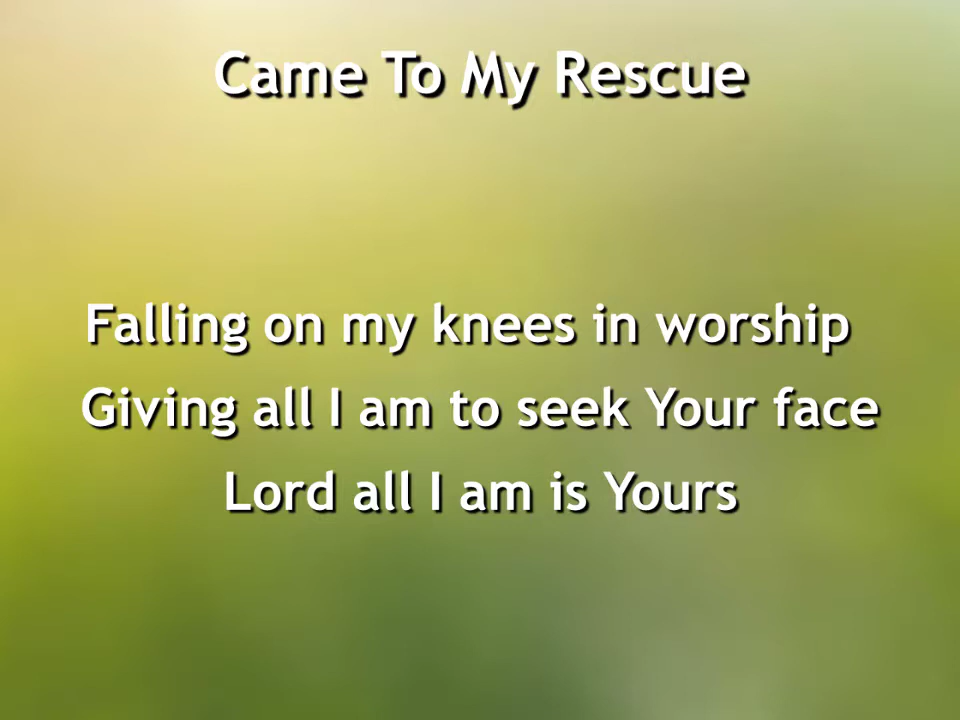 Came To My Rescue
Falling on my knees in worship
Giving all I am to seek Your face
Lord all I am is Yours